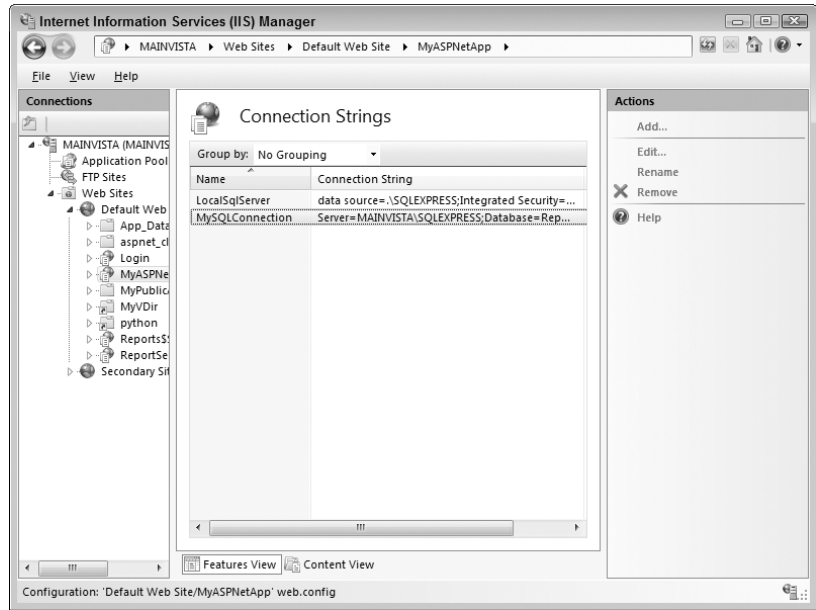 Internet Information Services (IIS) Manager
MAINVISTA Web Sites Default Web Site MyASPNetApp
File View Help
Connections
MAINVISTA (MAINVIS
Application Pool
FTP Sites
Web Sites
Default Web
App_Data
aspnet_cl
Login
MyASPNe
MyPublic
MyVDir
python
Reports$
ReportSe
Secondary Sit
Connection Strings
Group by: No Grouping
Name Connection String
LocalSqlServer data source=.\SQLEXPRESS;Integrated Security=...
MySQLConnection Server=MAINVISTA\SQLEXPRESS;Database=Rep...
Features View Content View
Actions
Add...
Edit...
Rename
Remove
Help
Configuration: 'Default Web Site/MyASPNetApp' web.config